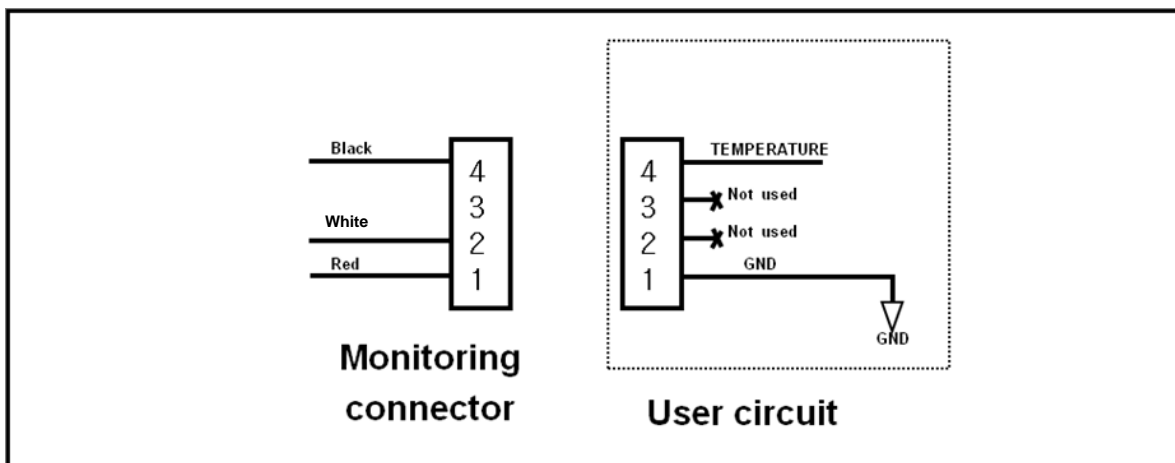 Black
4
3
White
2
Red
1
Monitoring
connector
TEMPERATURE
4
Not used
3
Not used
2
GND
1
GND
User circuit